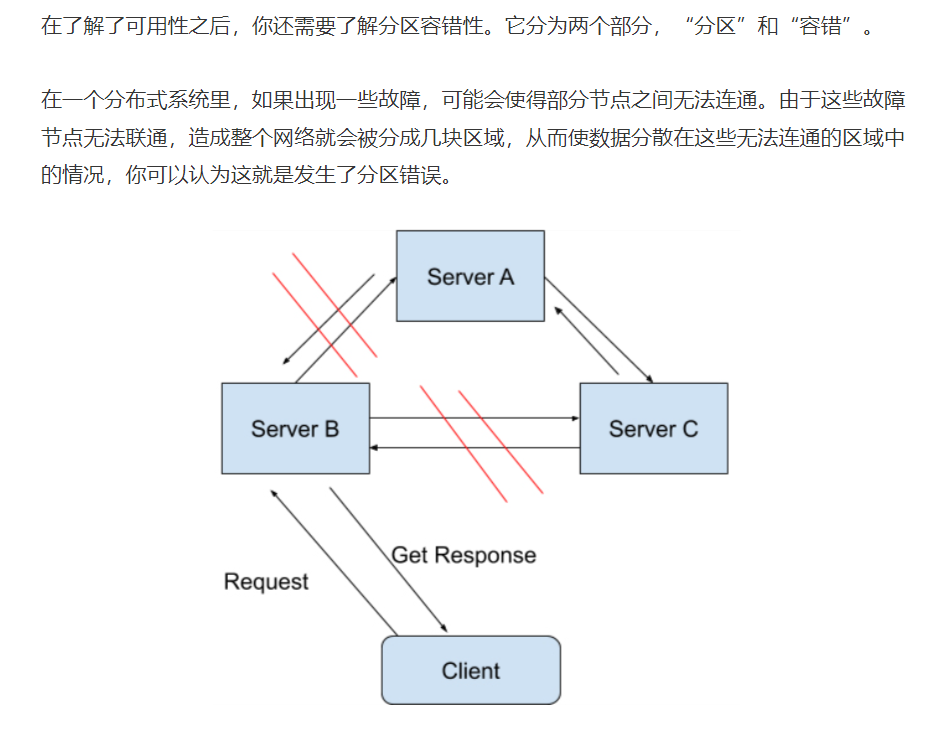 在了解了可用性之后，你还需要了解分区容错性。它分为两个部分，“分区”和“容错”。
在一个分布式系统里，如果出现一些故障，可能会使得部分节点之间无法连通。由于这些故障
节点无法联通，造成整个网络就会被分成几块区域，从而使数据分散在这些无法连通的区域中
的情况，你可以认为这就是发生了分区错误。
Server A
Server B
Server C
Get Response
Request
Client